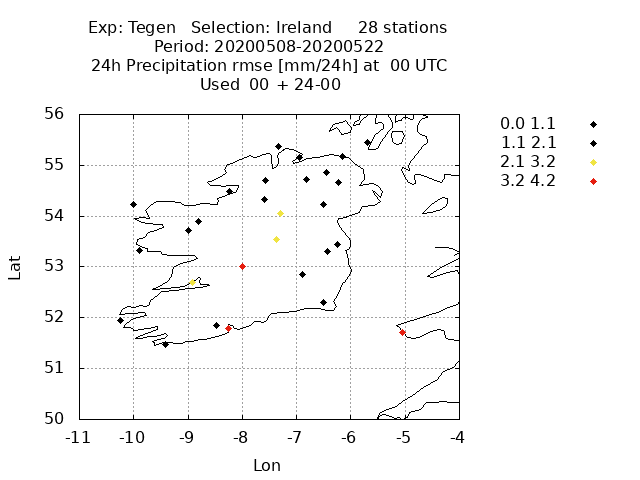 Exp: Tegen   Selection: Ireland     28 stations
Period: 20200508-20200522
24h Precipitation rmse [mm/24h] at  00 UTC
Used  00 + 24-00
0.0 1.1
1.1 2.1
2.1 3.2
3.2 4.2
56
55
54
53
52
51
50
Lat
-11 -10 -9 -8 -7 -6 -5 -4
Lon